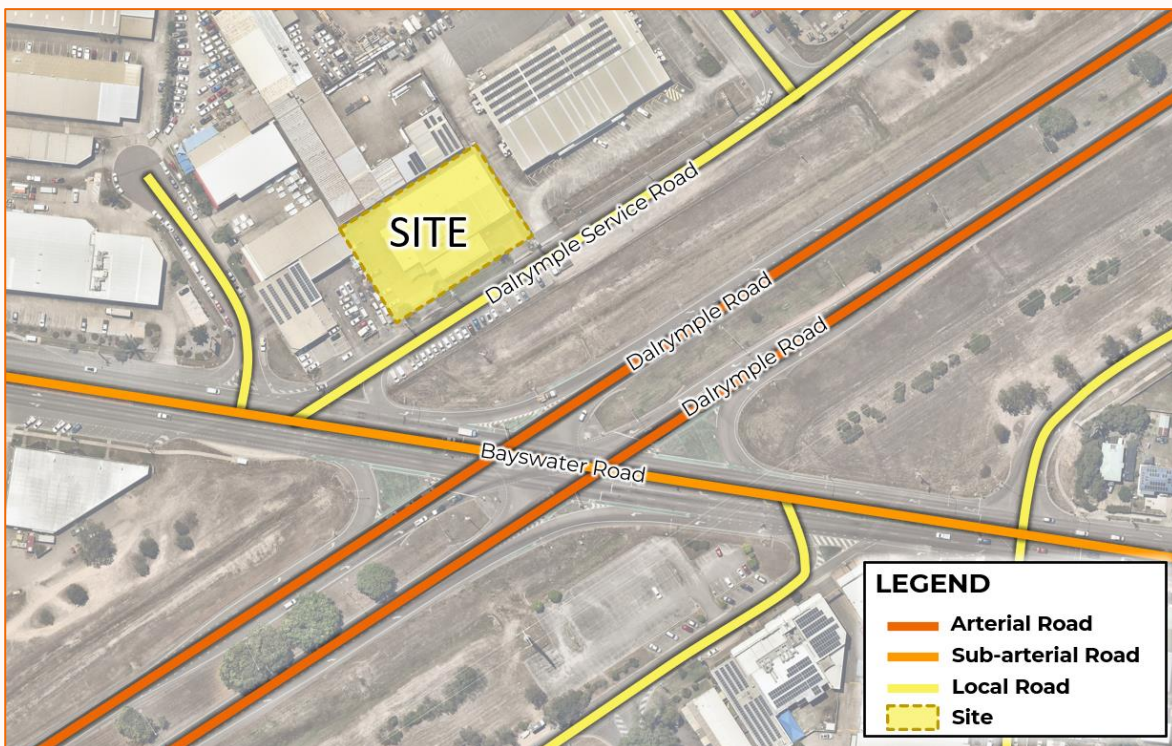 SITE
Dalrymple Service Road
Dalrymple Road
Dalrymple Road
Bayswater Road
LEGEND
Arterial Road
Sub-arterial Road
Local Road
Site